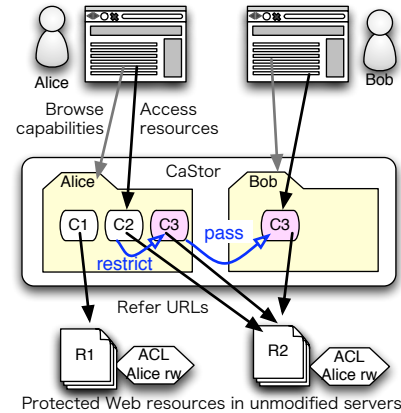 Alice
Bob
Browse
capabilities
Access
resources
CaStor
Alice
Bob
C1
C2
C3
C3
pass
restrict
Refer URLs
R1
ACL
Alice rw
R2
ACL
Alice rw
Protected Web resources in unmodified servers